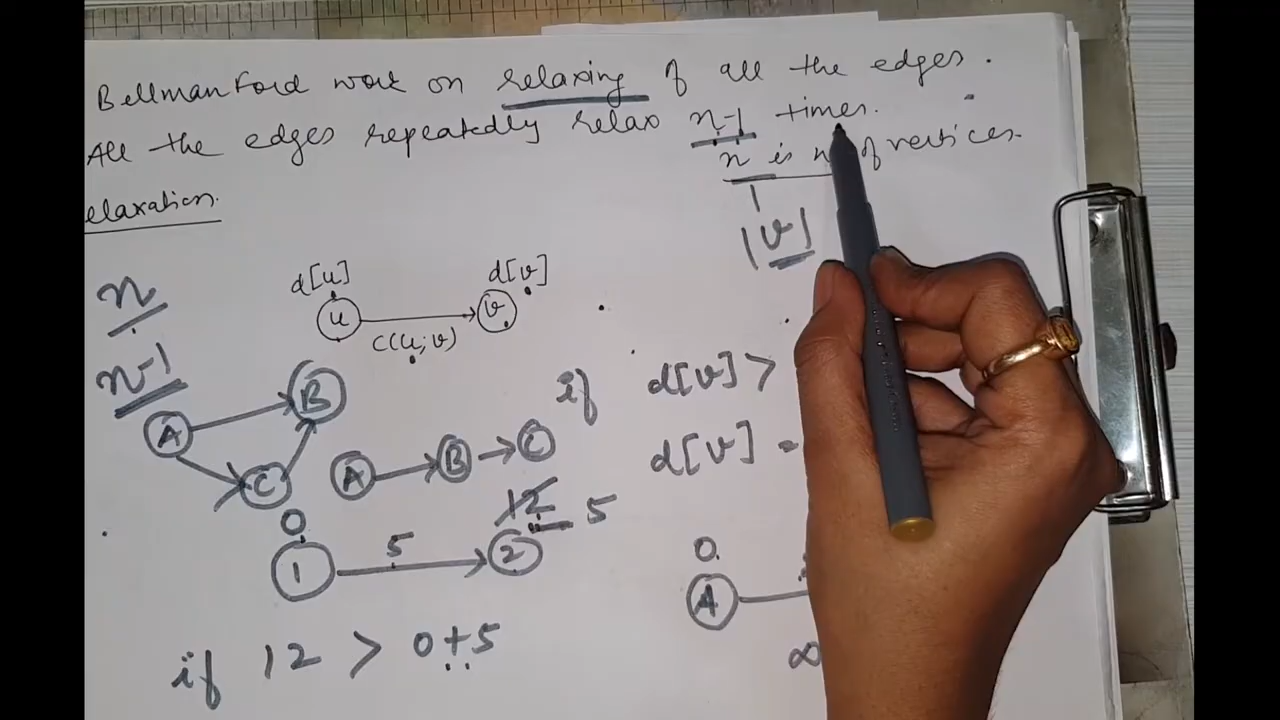 BellmanFord work on relaxing of all the edges.
All the edges repeatedly relax n-1 times.
n is of vertices.
elaxation.
|v|
n
n-1
d[u]
d[v]
u
v
c(u,v)
A
B
C
A
B
C
if d[v] >
d[v] =
0
12
5
1
5
2
0
A
∞
if 12 > 0+5